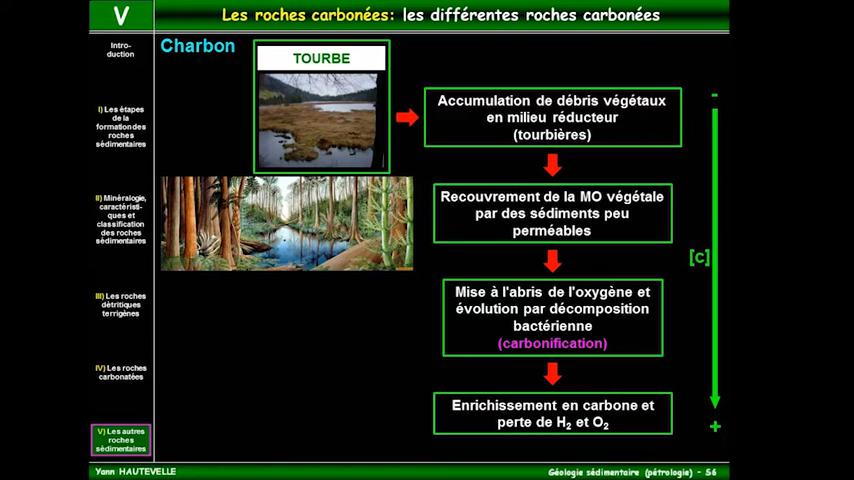 V
Les roches carbonées: les différentes roches carbonées
Intro-
duction
I) Les étapes
de la
formation des
roches
sédimentaires
II) Minéralogie,
caractéristi-
ques et
classification
des roches
sédimentaires
III) Les roches
détritiques
terrigènes
IV) Les roches
carbonatées
V) Les autres
roches
sédimentaires
Charbon
TOURBE
Accumulation de débris végétaux
en milieu réducteur
(tourbières)
Recouvrement de la MO végétale
par des sédiments peu
perméables
Mise à l'abris de l'oxygène et
évolution par décomposition
bactérienne
(carbonification)
Enrichissement en carbone et
perte de H₂ et O₂
-
[C]
+
Yann HAUTEVELLE
Géologie sédimentaire (pétrologie) - 56